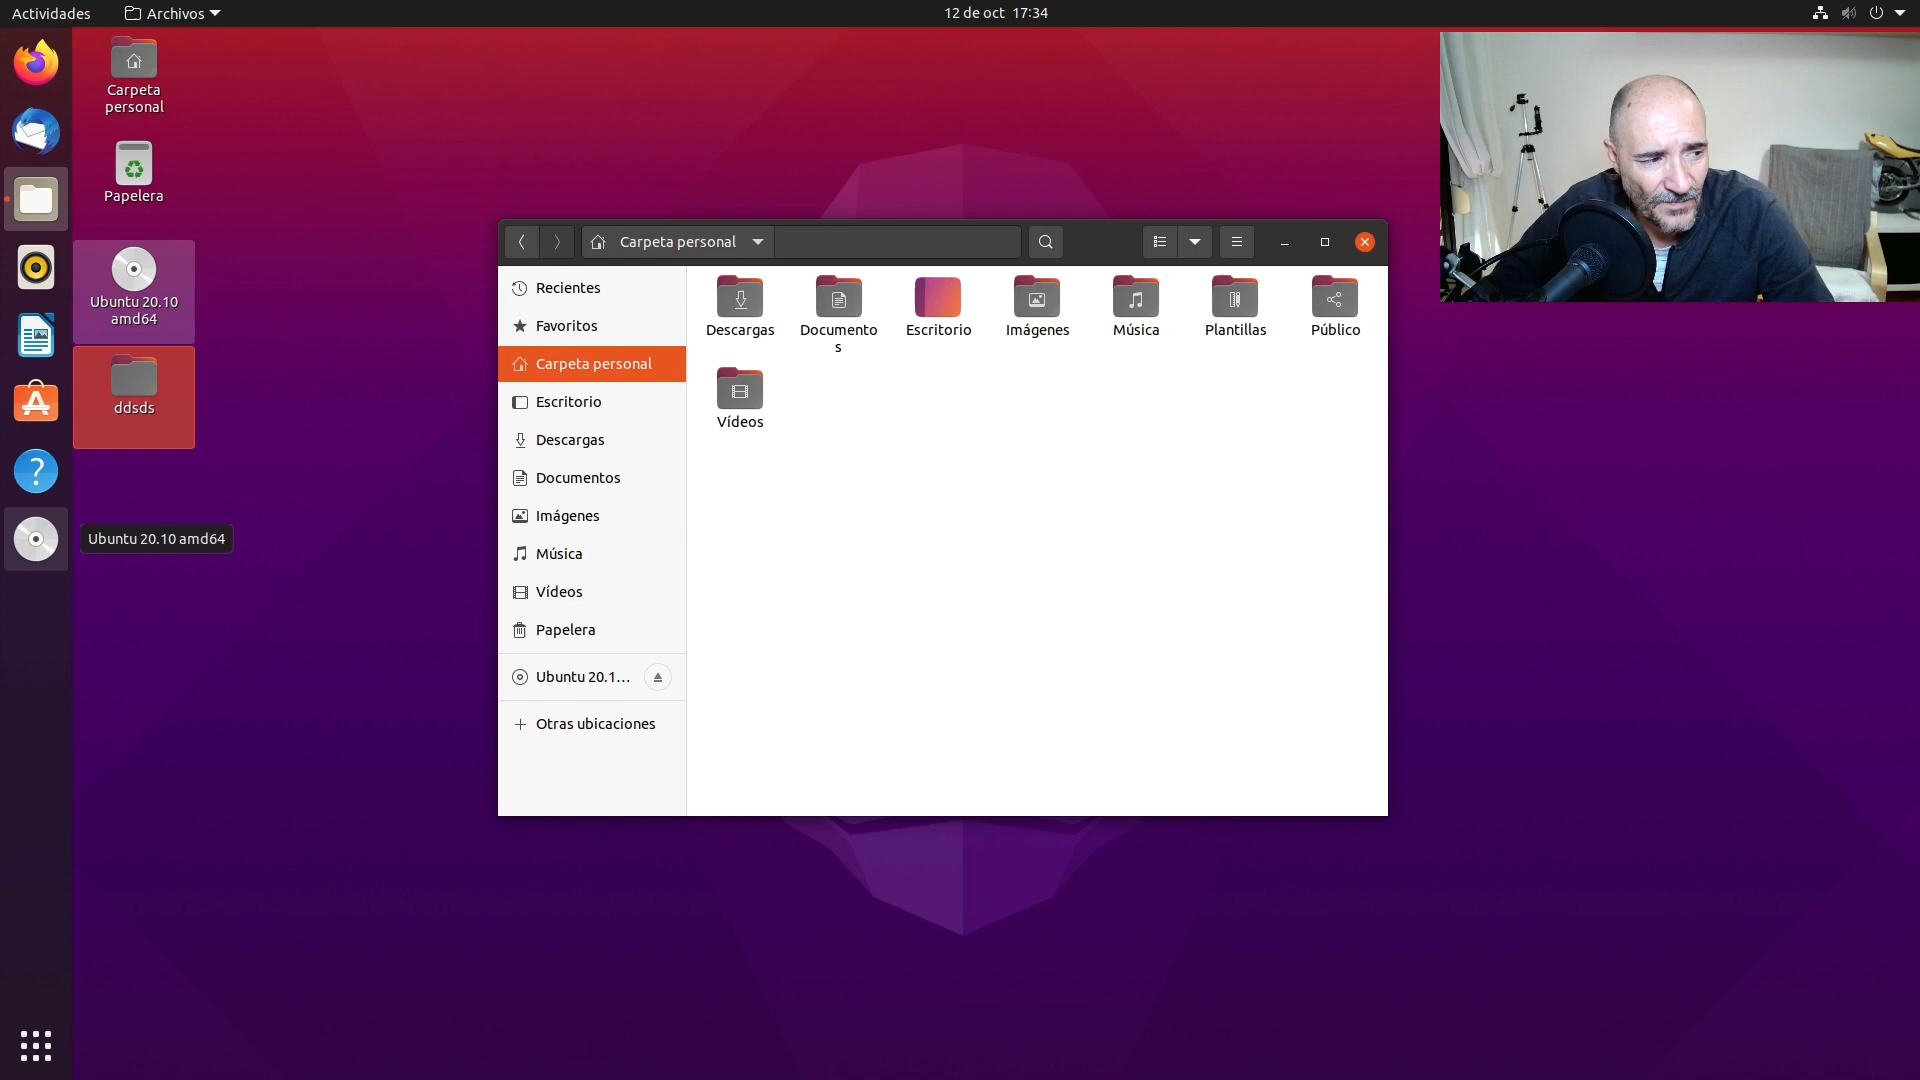 Actividades
Archivos
12 de oct 17:34
Carpeta
personal
Papelera
Ubuntu 20.10
amd64
ddsds
Ubuntu 20.10 amd64
Carpeta personal
Recientes
Favoritos
Carpeta personal
Escritorio
Descargas
Documentos
Imágenes
Música
Vídeos
Papelera
Ubuntu 20.1...
Otras ubicaciones
Descargas
Documento
s
Escritorio
Imágenes
Música
Plantillas
Público
Vídeos